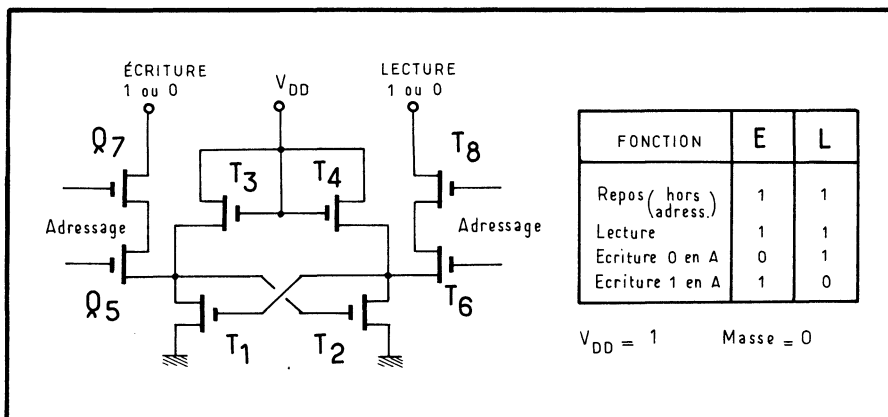 ÉCRITURE
1 ou 0
VDD
LECTURE
1 ou 0
Q7
T3
T4
T8
Adressage
Adressage
Q5
T1
T2
T6
FONCTION E L
Repos (hors adress.) 1 1
Lecture 1 1
Ecriture 0 en A 0 1
Ecriture 1 en A 1 0
VDD = 1 Masse = 0